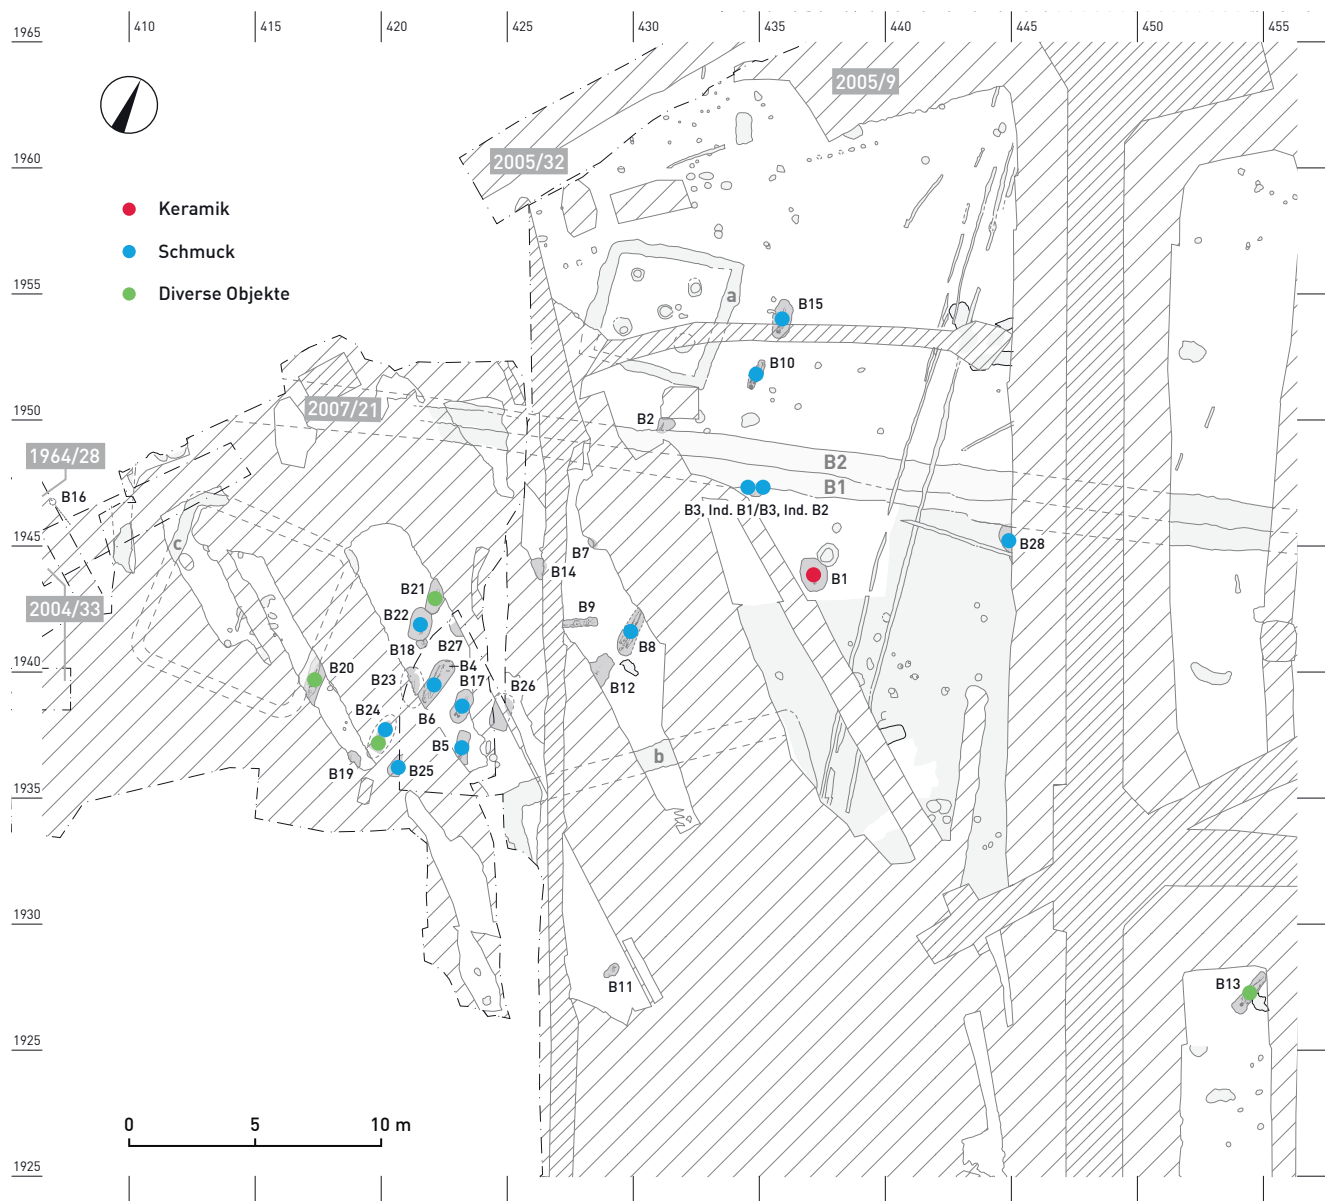 410 415 420 425 430 435 440 445 450 455
1965
2005/9
1960
2005/32
Keramik
Schmuck
Diverse Objekte
1955
a
B15
B10
1950
2007/21
B2
1964/28
B2
B16
B1
B3, Ind. B1/B3, Ind. B2
1945
c
B7
B28
B14
B1
B21
2004/33
B22
B9
B18
B27
B8
1940
B20
B4
B23
B17
B26
B12
B24
B6
B5
b
B19
B25
1935
1930
B11
B13
1925
0 5 10 m
1925